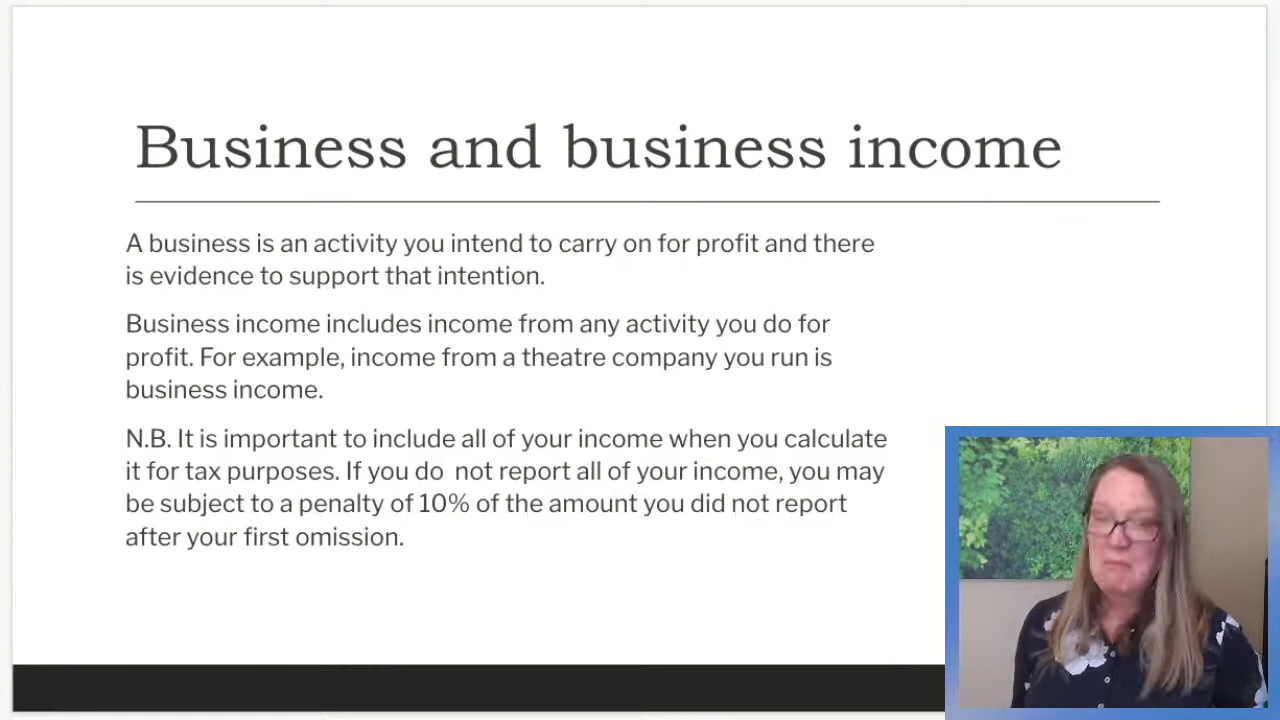 Business and business income
A business is an activity you intend to carry on for profit and there
is evidence to support that intention.
Business income includes income from any activity you do for
profit. For example, income from a theatre company you run is
business income.
N.B. It is important to include all of your income when you calculate
it for tax purposes. If you do  not report all of your income, you may
be subject to a penalty of 10% of the amount you did not report
after your first omission.